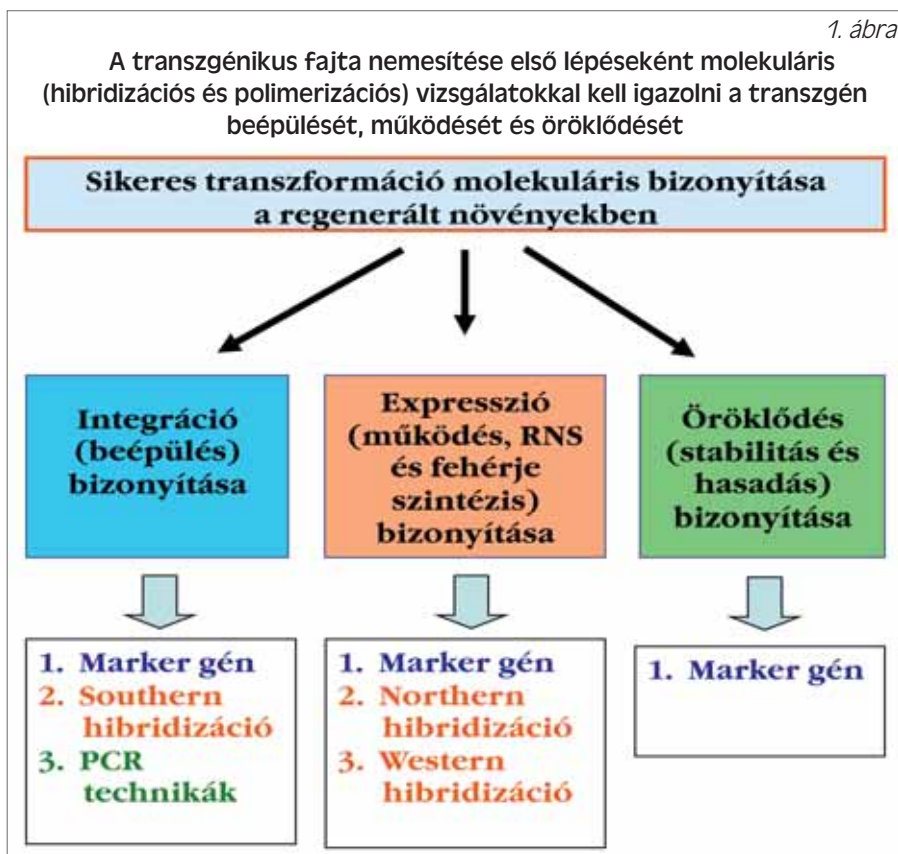 1. ábra
A transzgénikus fajta nemesítése első lépéseként molekuláris
(hibridizációs és polimerizációs) vizsgálatokkal kell igazolni a transzgén
beépülését, működését és öröklődését
Sikeres transzformáció molekuláris bizonyítása
a regenerált növényekben
Integráció
(beépülés)
bizonyítása
Expresszió
(működés, RNS
és fehérje
szintézis)
bizonyítása
Öröklődés
(stabilitás és
hasadás)
bizonyítása
1. Marker gén
2. Southern
hibridizáció
3. PCR
technikák
1. Marker gén
2. Northern
hibridizáció
3. Western
hibridizáció
1. Marker gén